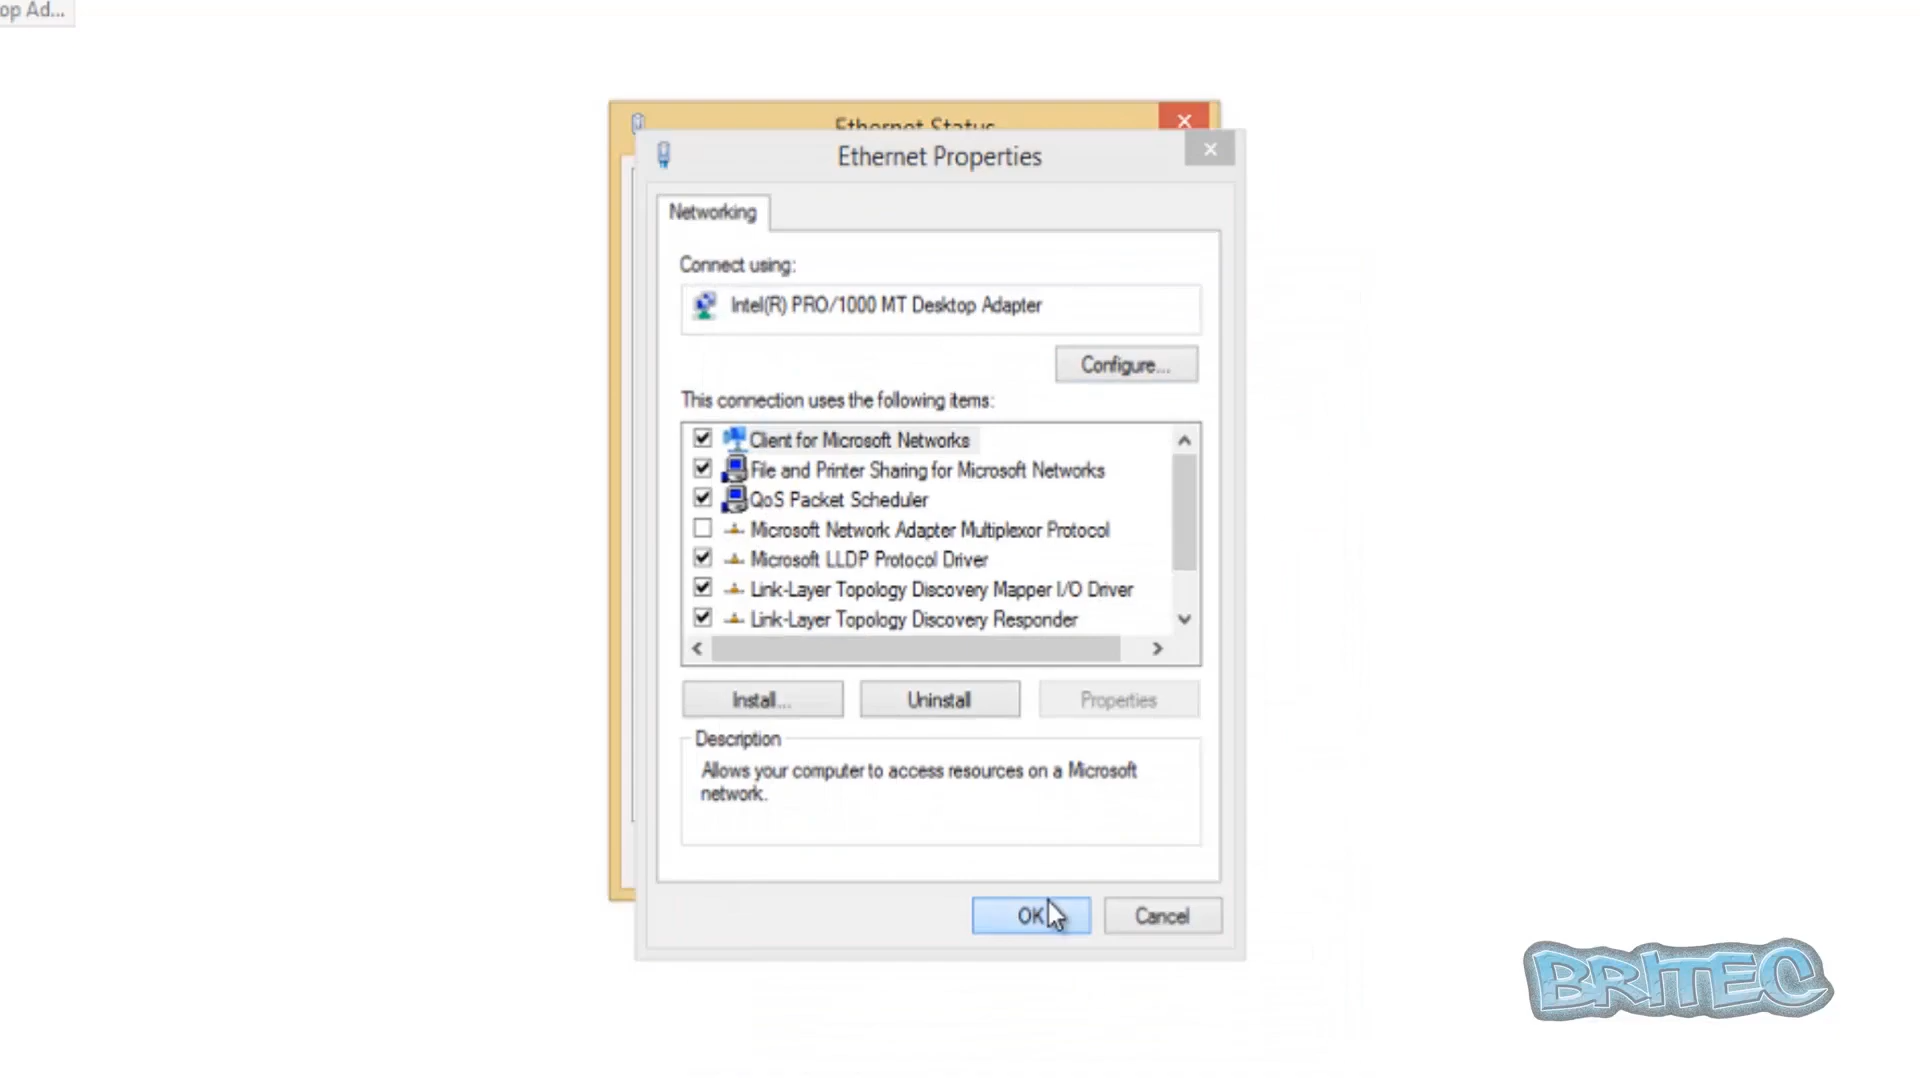 op Ad...
Ethernet Status
Ethernet Properties
Networking
Connect using:
Intel(R) PRO/1000 MT Desktop Adapter
Configure...
This connection uses the following items:
Client for Microsoft Networks
File and Printer Sharing for Microsoft Networks
QoS Packet Scheduler
Microsoft Network Adapter Multiplexor Protocol
Microsoft LLDP Protocol Driver
Link-Layer Topology Discovery Mapper I/O Driver
Link-Layer Topology Discovery Responder
Install... Uninstall Properties
Description
Allows your computer to access resources on a Microsoft
network.
OK Cancel
BRITEC